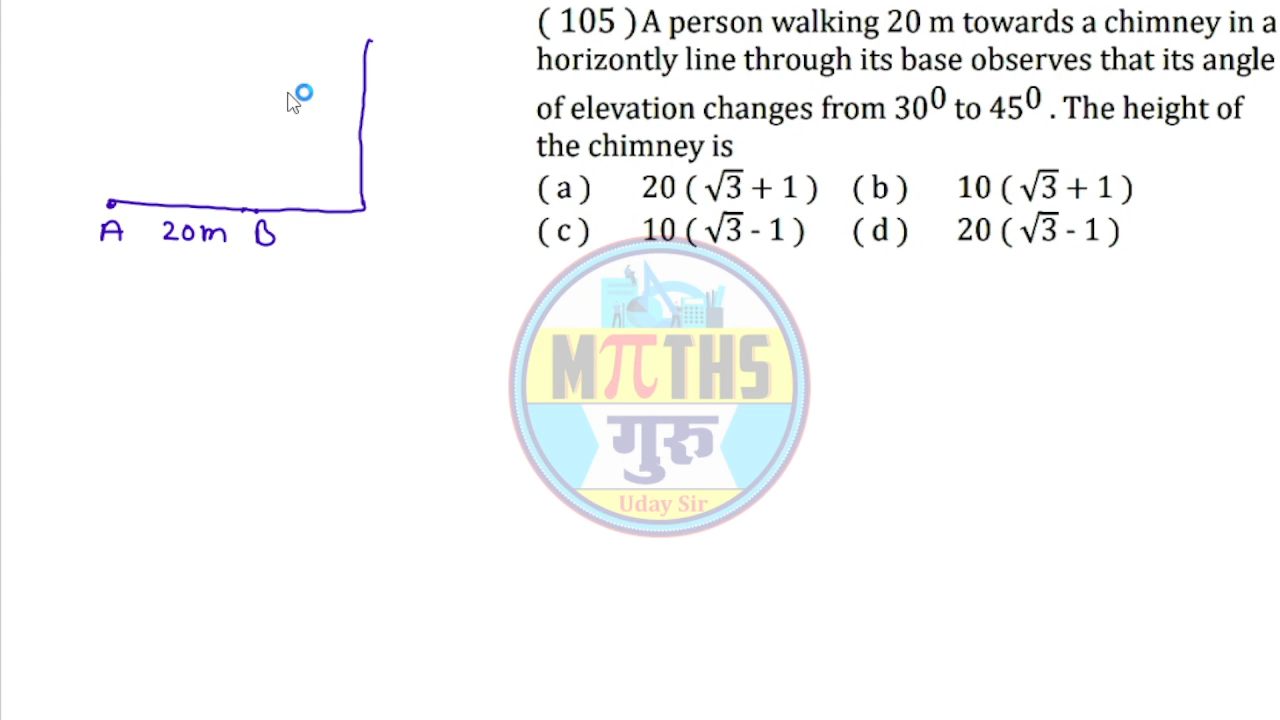 ( 105 ) A person walking 20 m towards a chimney in a
horizontly line through its base observes that its angle
of elevation changes from 30⁰ to 45⁰ . The height of
the chimney is
( a ) 20 ( √3 + 1 ) ( b ) 10 ( √3 + 1 )
( c ) 10 ( √3 - 1 ) ( d ) 20 ( √3 - 1 )
A 20m B
MπTHS
गुरु
Uday Sir